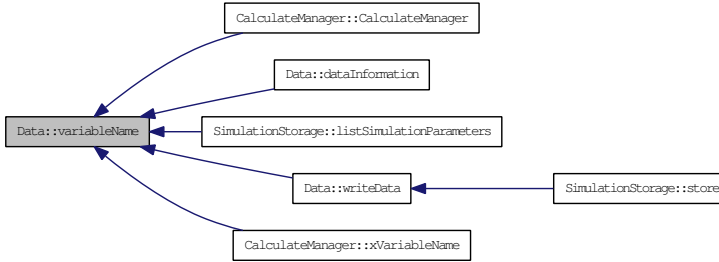 CalculateManager::CalculateManager
Data::dataInformation
Data::variableName
SimulationStorage::listSimulationParameters
Data::writeData
SimulationStorage::store
CalculateManager::xVariableName